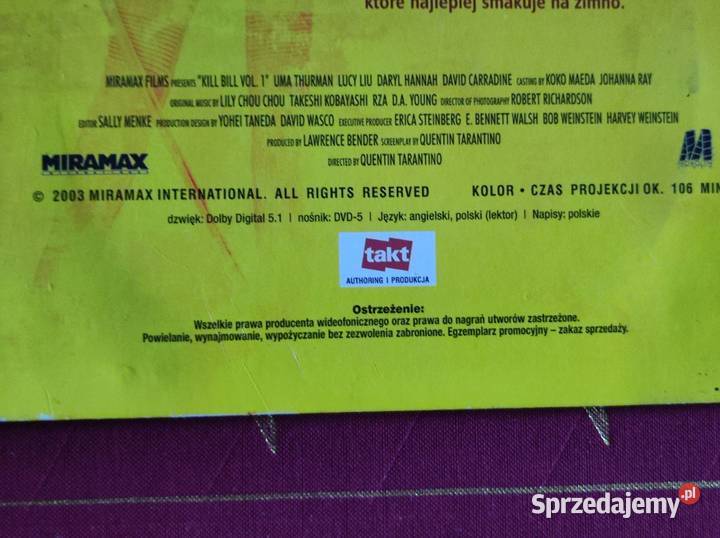 które najlepiej smakuje na zimno.
MIRAMAX FILMS PRESENTS "KILL BILL VOL. 1" UMA THURMAN LUCY LIU DARYL HANNAH DAVID CARRADINE CASTING BY KOKO MAEDA JOHANNA RAY
ORIGINAL MUSIC BY LILY CHOU CHOU TAKESHI KOBAYASHI RZA D.A. YOUNG DIRECTOR OF PHOTOGRAPHY ROBERT RICHARDSON
EDITOR SALLY MENKE PRODUCTION DESIGN BY YOHEI TANEDA DAVID WASCO EXECUTIVE PRODUCER ERICA STEINBERG E. BENNETT WALSH BOB WEINSTEIN HARVEY WEINSTEIN
PRODUCED BY LAWRENCE BENDER SCREENPLAY BY QUENTIN TARANTINO
DIRECTED BY QUENTIN TARANTINO
MIRAMAX
© 2003 MIRAMAX INTERNATIONAL. ALL RIGHTS RESERVED KOLOR • CZAS PROJEKCJI OK. 106 MIN
dzwięk: Dolby Digital 5.1 | nośnik: DVD-5 | Język: angielski, polski (lektor) | Napisy: polskie
takt
AUTHORING I PRODUKCJA
Ostrzeżenie:
Wszelkie prawa producenta wideofonicznego oraz prawa do nagrań utworów zastrzeżone.
Powielanie, wynajmowanie, wypożyczanie bez zezwolenia zabronione. Egzemplarz promocyjny – zakaz sprzedaży.
Sprzedajemy.pl